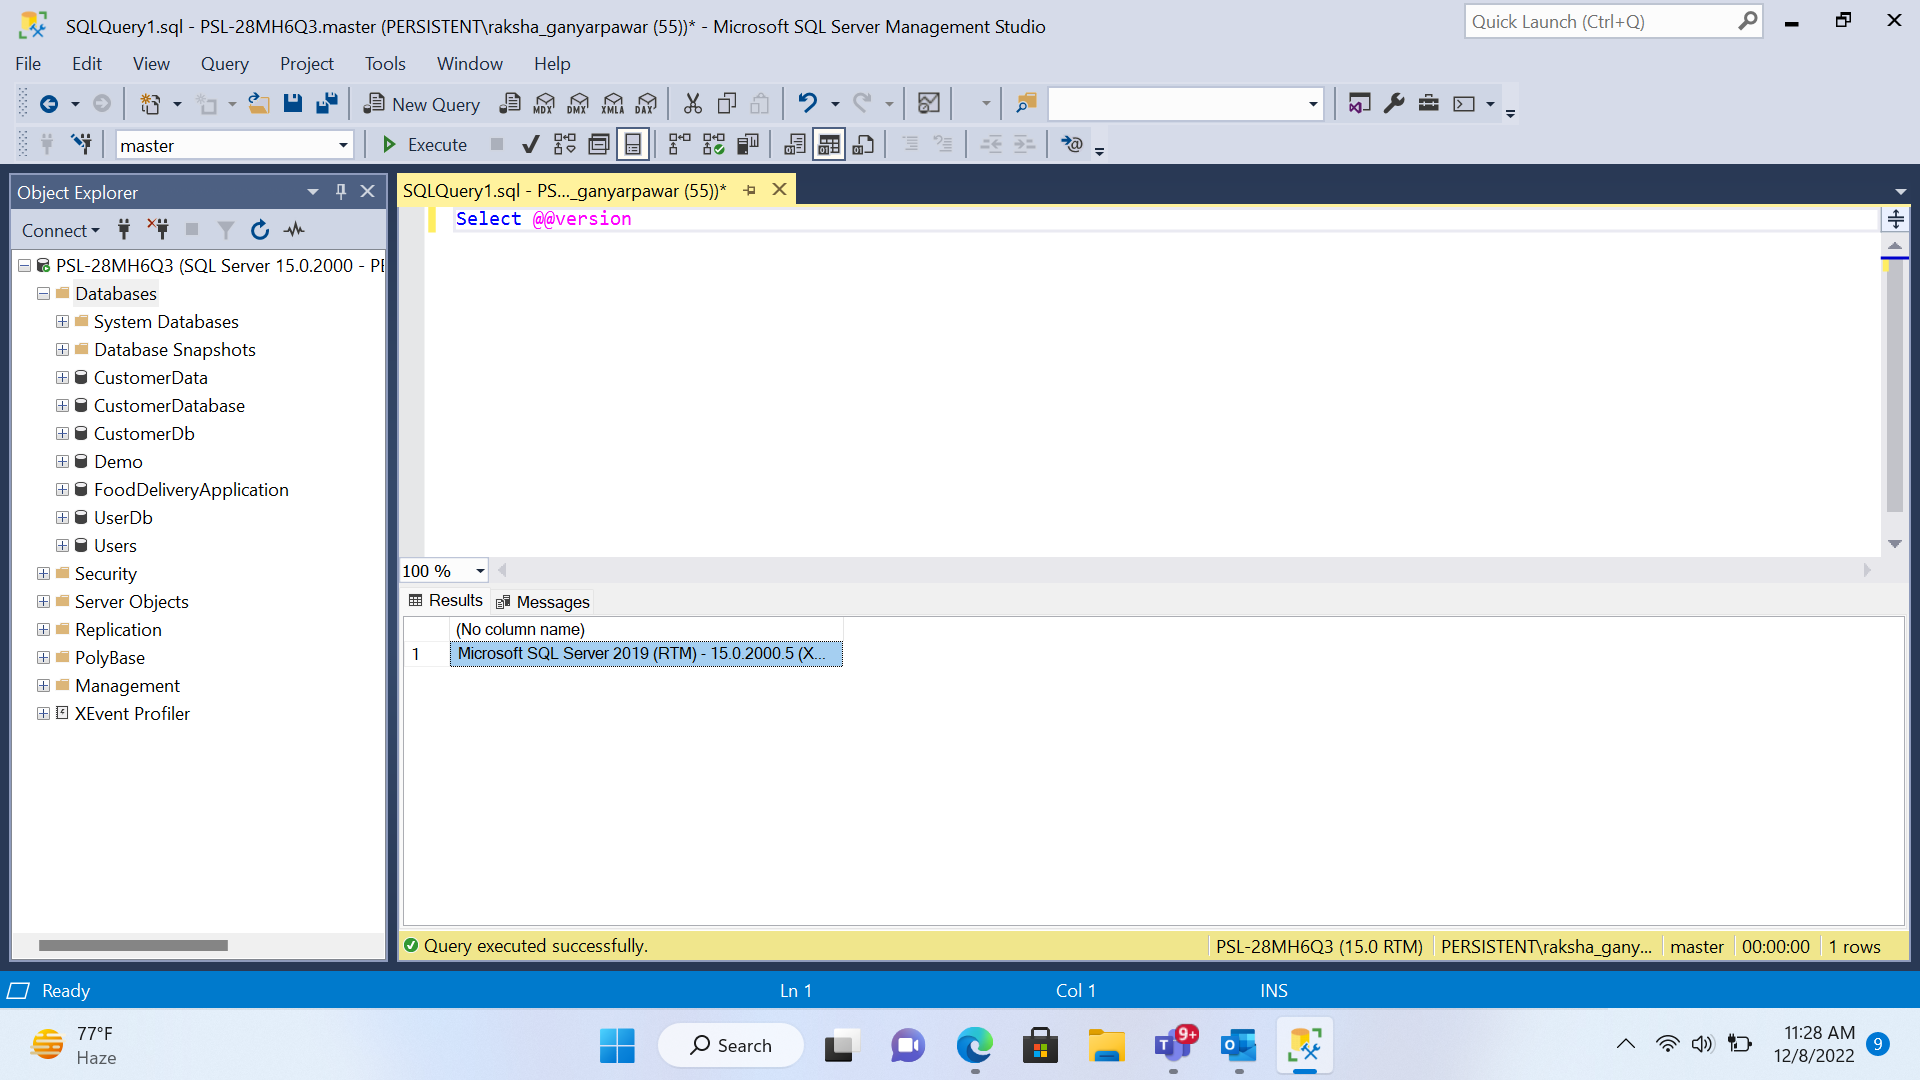 SQLQuery1.sql - PSL-28MH6Q3.master (PERSISTENT\raksha_ganyarpawar (55))* - Microsoft SQL Server Management Studio
Quick Launch (Ctrl+Q)
File Edit View Query Project Tools Window Help
New Query MDX DMX XMLA DAX
master Execute
Object Explorer
SQLQuery1.sql - PS..._ganyarpawar (55))*
Connect
Select @@version
PSL-28MH6Q3 (SQL Server 15.0.2000 - PE
Databases
System Databases
Database Snapshots
CustomerData
CustomerDatabase
CustomerDb
Demo
FoodDeliveryApplication
UserDb
Users
Security
Server Objects
Replication
PolyBase
Management
XEvent Profiler
100 %
Results Messages
(No column name)
1 Microsoft SQL Server 2019 (RTM) - 15.0.2000.5 (X...
Query executed successfully. PSL-28MH6Q3 (15.0 RTM) PERSISTENT\raksha_gany... master 00:00:00 1 rows
Ready Ln 1 Col 1 INS
77°F
Haze
Search
9+
11:28 AM
12/8/2022
9